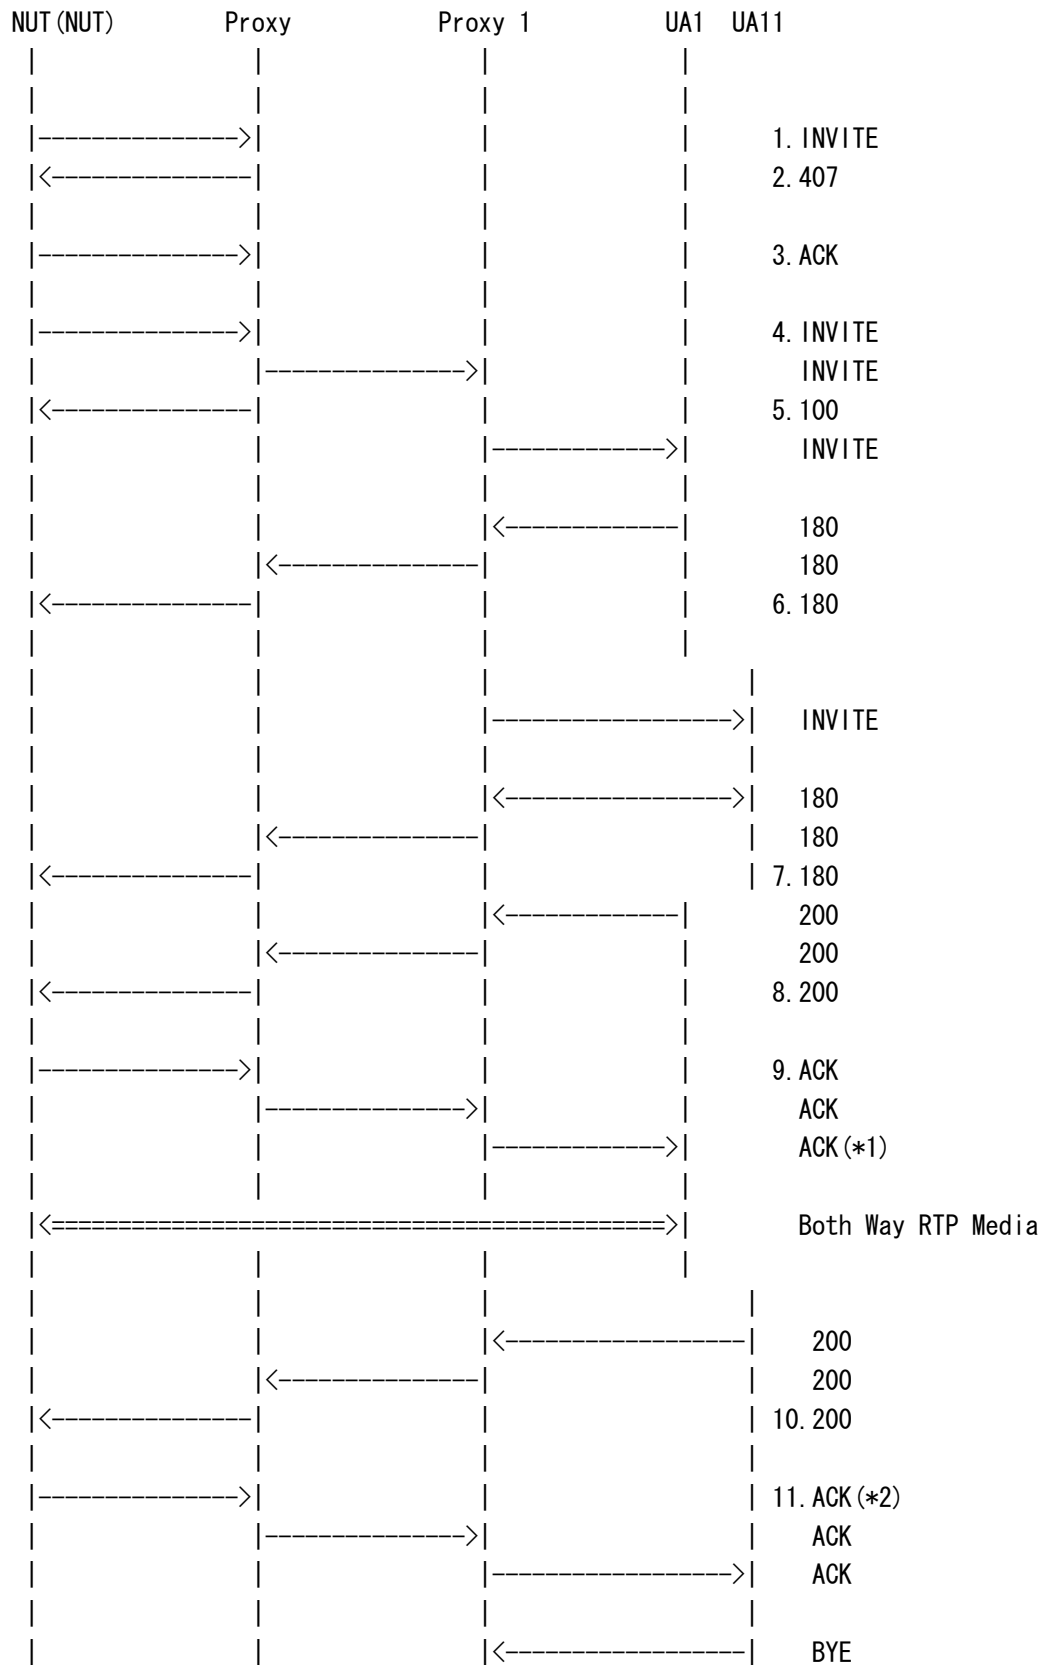 NUT(NUT) Proxy Proxy 1 UA1 UA11
1.INVITE
2.407
3.ACK
4.INVITE
INVITE
5.100
INVITE
180
180
6.180
INVITE
180
180
7.180
200
200
8.200
9.ACK
ACK
ACK(*1)
Both Way RTP Media
200
200
10.200
11.ACK(*2)
ACK
ACK
BYE